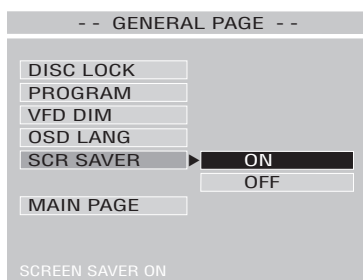 - - GENERAL PAGE - -
DISC LOCK
PROGRAM
VFD DIM
OSD LANG
SCR SAVER ON
OFF
MAIN PAGE
SCREEN SAVER ON